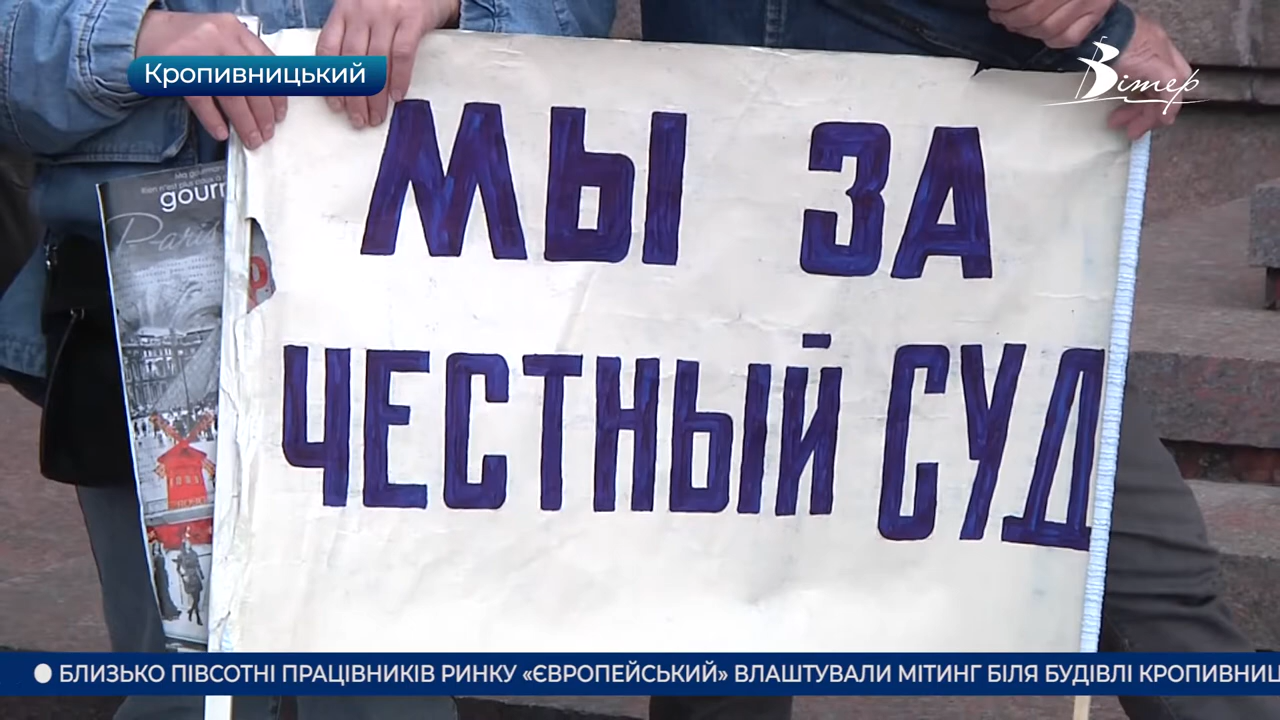 Кропивницький
Вітер
МЫ ЗА
ЧЕСТНЫЙ СУД
gourm
Paris
БЛИЗЬКО ПІВСОТНІ ПРАЦІВНИКІВ РИНКУ «ЄВРОПЕЙСЬКИЙ» ВЛАШТУВАЛИ МІТИНГ БІЛЯ БУДІВЛІ КРОПИВНИЦ